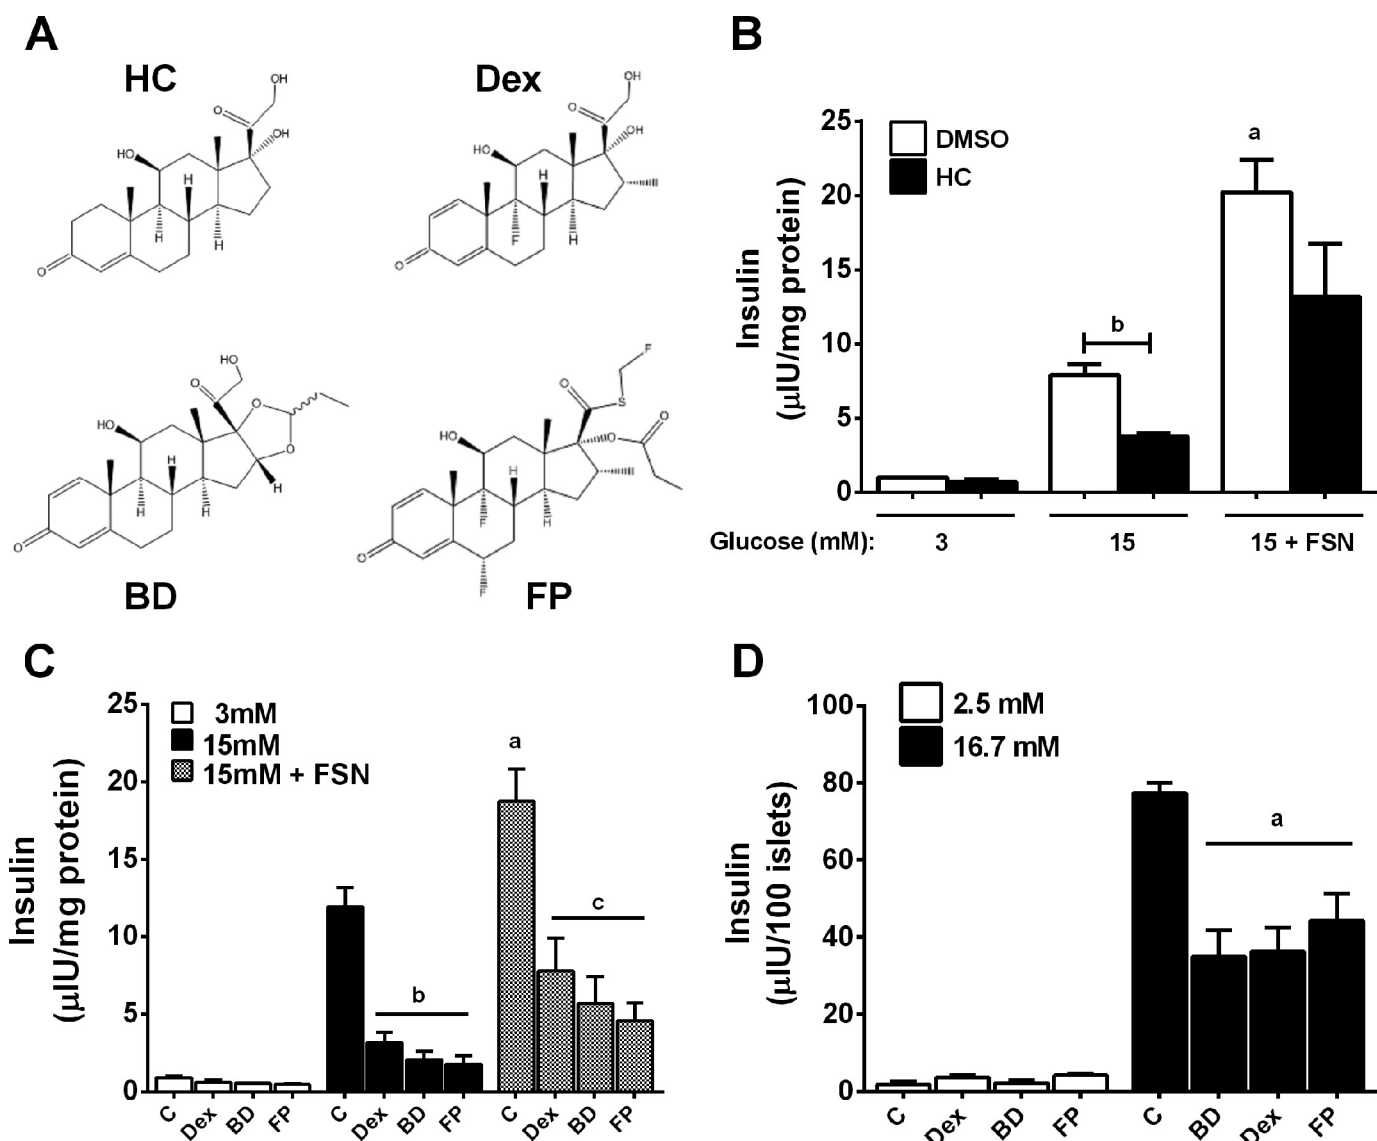 A
HC
OH
O
OH
HO
H
H
H
O
Dex
OH
O
OH
HO
H
F
H
O
HO
O
O
HO
O
H
H
H
H
O
BD
F
O
S
O
HO
O
H
F
H
O
F
FP
B
25
20
15
10
5
0
Insulin
(µIU/mg protein)
DMSO
HC
a
b
Glucose (mM): 3 15 15 + FSN
C
25
20
15
10
5
0
Insulin
(µIU/mg protein)
3mM
15mM
15mM + FSN
a
b
c
C Dex BD FP C Dex BD FP C Dex BD FP
D
100
80
60
40
20
0
Insulin
(µIU/100 islets)
2.5 mM
16.7 mM
a
C Dex BD FP C BD Dex FP